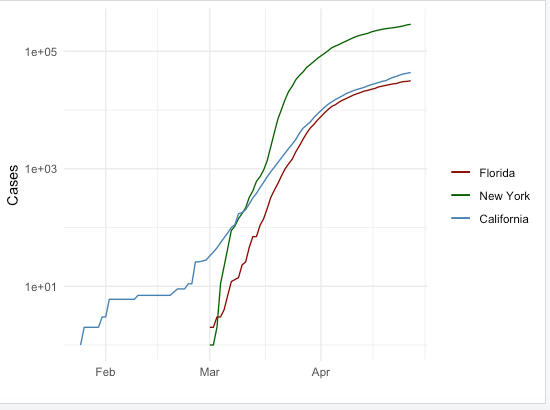 1e+05
1e+03
1e+01
Cases
Feb
Mar
Apr
Florida
New York
California